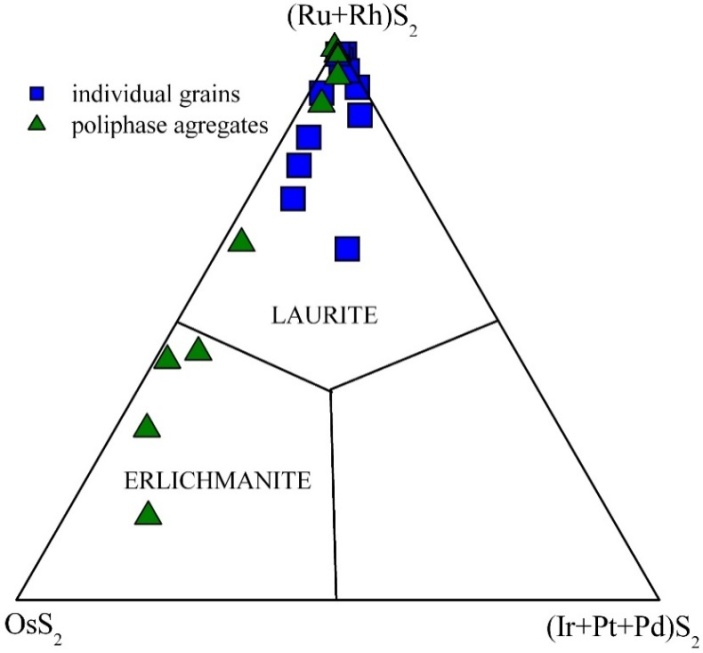 (Ru+Rh)S₂
individual grains
poliphase agregates
LAURITE
ERLICHMANITE
OsS₂
(Ir+Pt+Pd)S₂